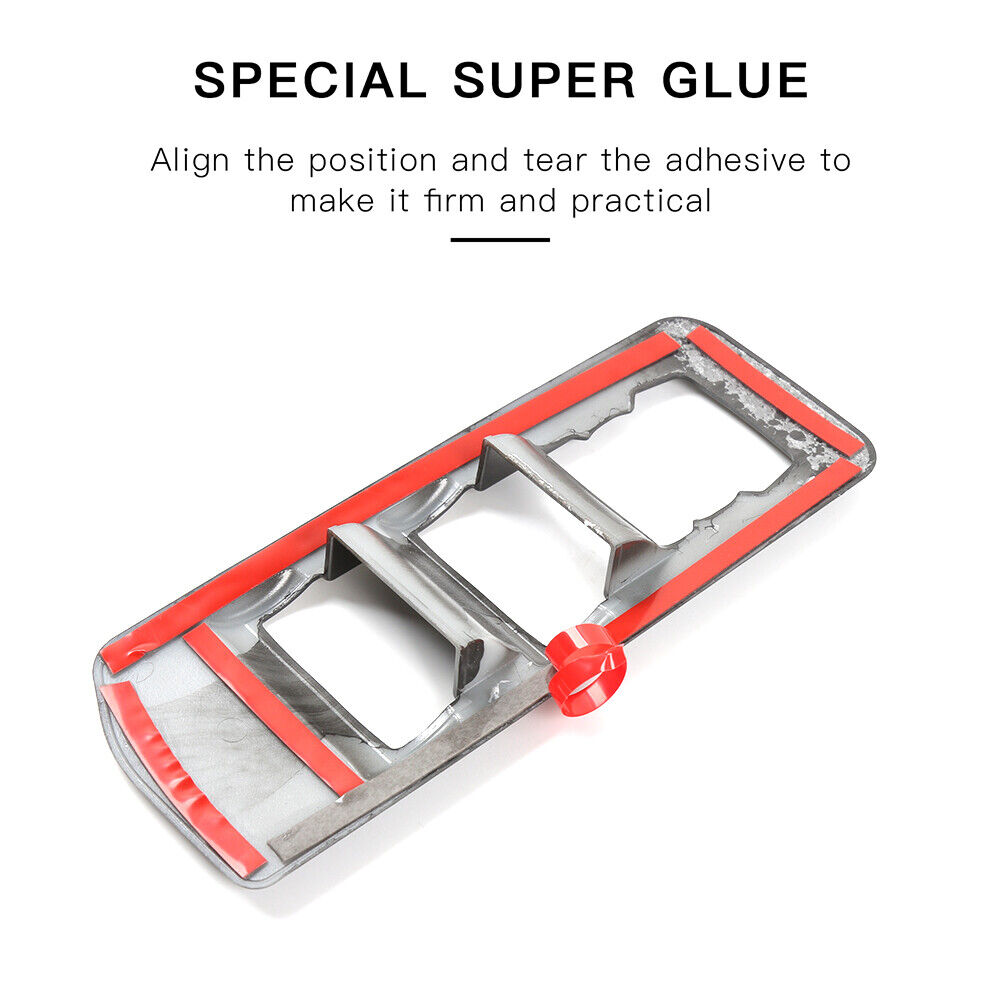 SPECIAL SUPER GLUE
Align the position and tear the adhesive to
make it firm and practical